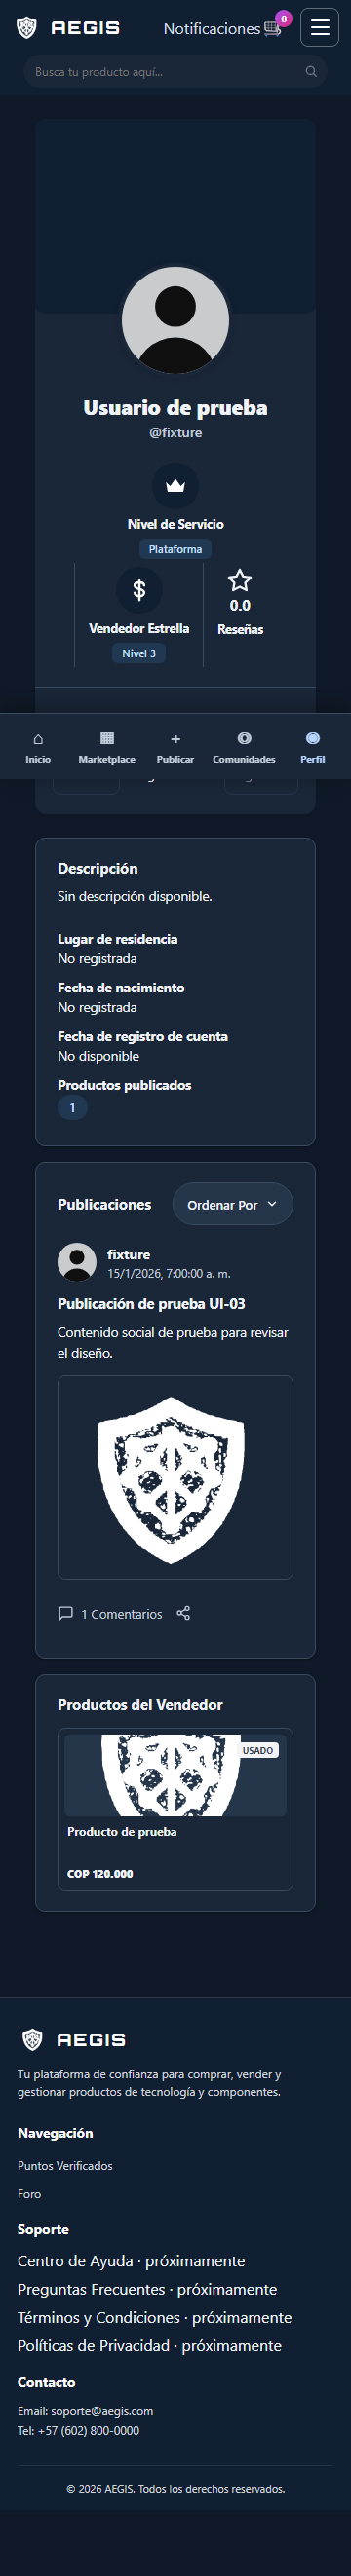 AEGIS
Notificaciones
0
Busca tu producto aquí...
Usuario de prueba
@fixture
Nivel de Servicio
Plataforma
Vendedor Estrella
Nivel 3
0.0
Reseñas
Inicio
Marketplace
Publicar
Comunidades
Perfil
Descripción
Sin descripción disponible.
Lugar de residencia
No registrada
Fecha de nacimiento
No registrada
Fecha de registro de cuenta
No disponible
Productos publicados
1
Publicaciones
Ordenar Por
fixture
15/1/2026, 7:00:00 a. m.
Publicación de prueba UI-03
Contenido social de prueba para revisar
el diseño.
1 Comentarios
Productos del Vendedor
USADO
Producto de prueba
COP 120.000
AEGIS
Tu plataforma de confianza para comprar, vender y
gestionar productos de tecnología y componentes.
Navegación
Puntos Verificados
Foro
Soporte
Centro de Ayuda · próximamente
Preguntas Frecuentes · próximamente
Términos y Condiciones · próximamente
Políticas de Privacidad · próximamente
Contacto
Email: soporte@aegis.com
Tel: +57 (602) 800-0000
© 2026 AEGIS. Todos los derechos reservados.